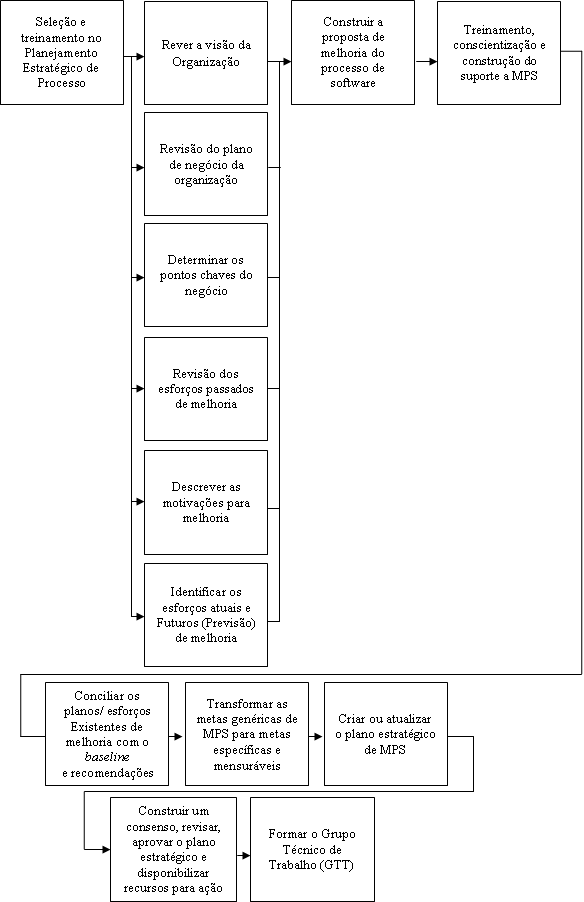 Seleção e
treinamento no
Planejamento
Estratégico de
Processo
Rever a visão da
Organização
Construir a
proposta de
melhoria do
processo de
software
Treinamento,
conscientização e
construção do
suporte a MPS
Revisão do plano
de negócio da
organização
Determinar os
pontos chaves do
negócio
Revisão dos
esforços passados
de melhoria
Descrever as
motivações para
melhoria
Identificar os
esforços atuais e
Futuros (Previsão)
de melhoria
Conciliar os
planos/ esforços
Existentes de
melhoria com o
baseline
e recomendações
Transformar as
metas genéricas de
MPS para metas
específicas e
mensuráveis
Criar ou atualizar
o plano estratégico
de MPS
Construir um
consenso, revisar,
aprovar o plano
estratégico e
disponibilizar
recursos para ação
Formar o Grupo
Técnico de
Trabalho (GTT)